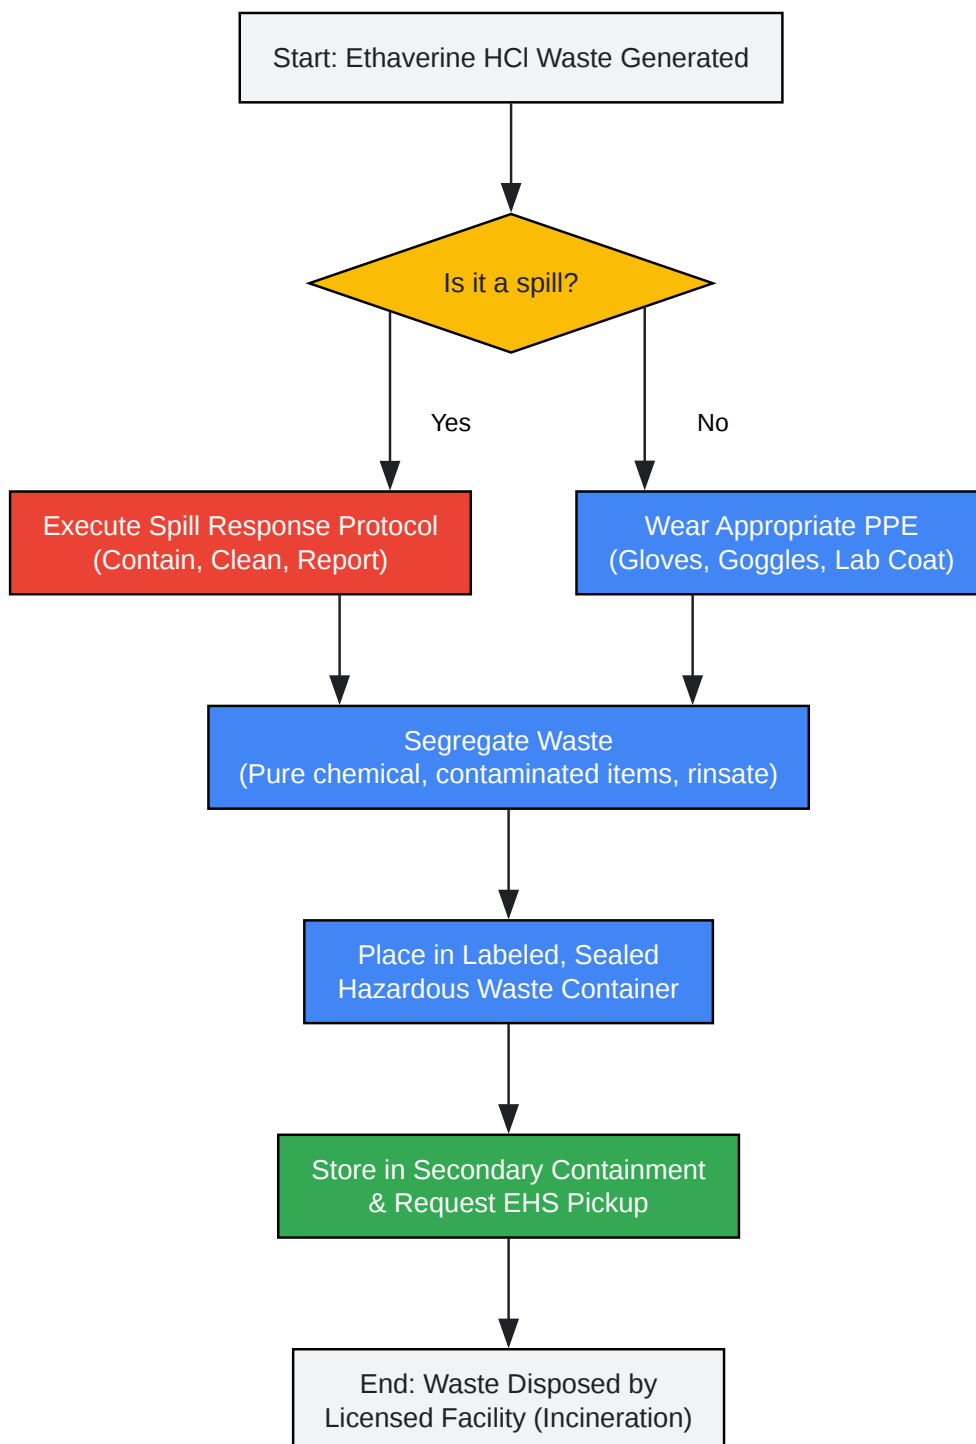 Start: Ethaverine HCl Waste Generated
Is it a spill?
Yes
No
Execute Spill Response Protocol
(Contain, Clean, Report)
Wear Appropriate PPE
(Gloves, Goggles, Lab Coat)
Segregate Waste
(Pure chemical, contaminated items, rinsate)
Place in Labeled, Sealed
Hazardous Waste Container
Store in Secondary Containment
& Request EHS Pickup
End: Waste Disposed by
Licensed Facility (Incineration)